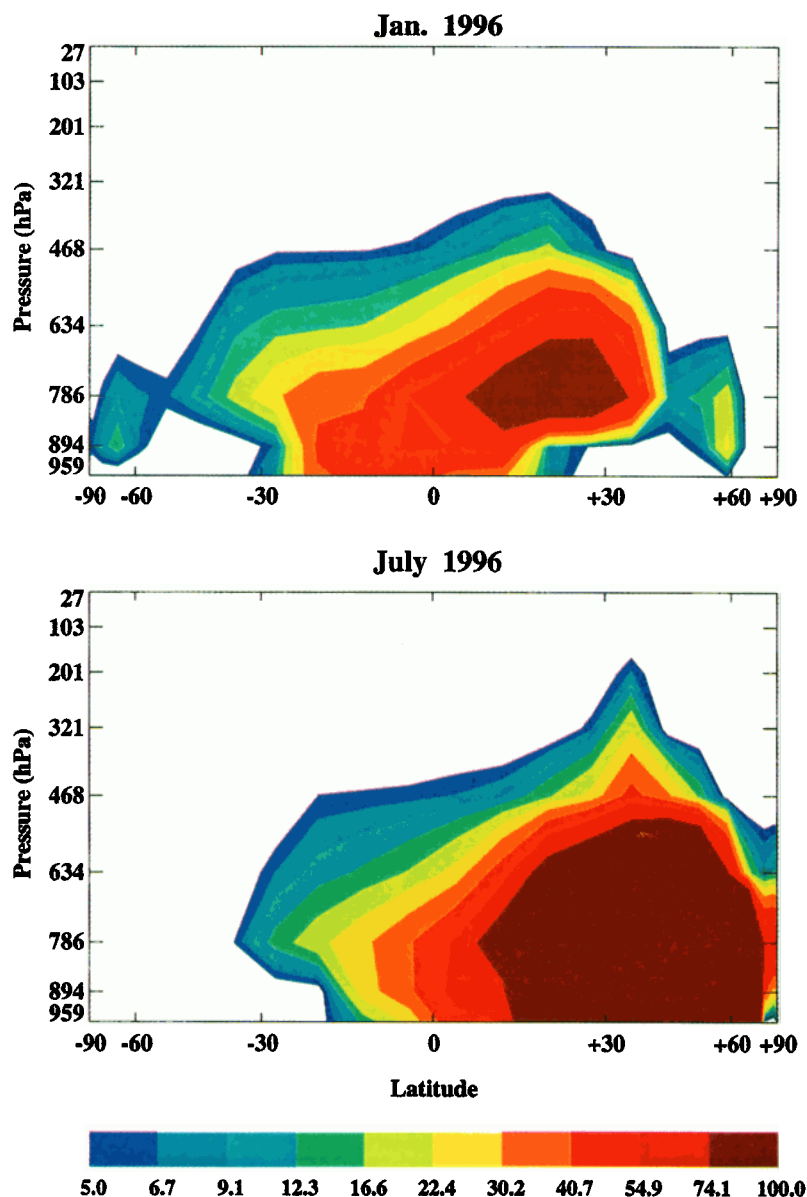 Jan. 1996
27
103
201
321
468
634
786
894
959
Pressure (hPa)
-90 -60 -30 0 +30 +60 +90
July 1996
27
103
201
321
468
634
786
894
959
Pressure (hPa)
-90 -60 -30 0 +30 +60 +90
Latitude
5.0 6.7 9.1 12.3 16.6 22.4 30.2 40.7 54.9 74.1 100.0